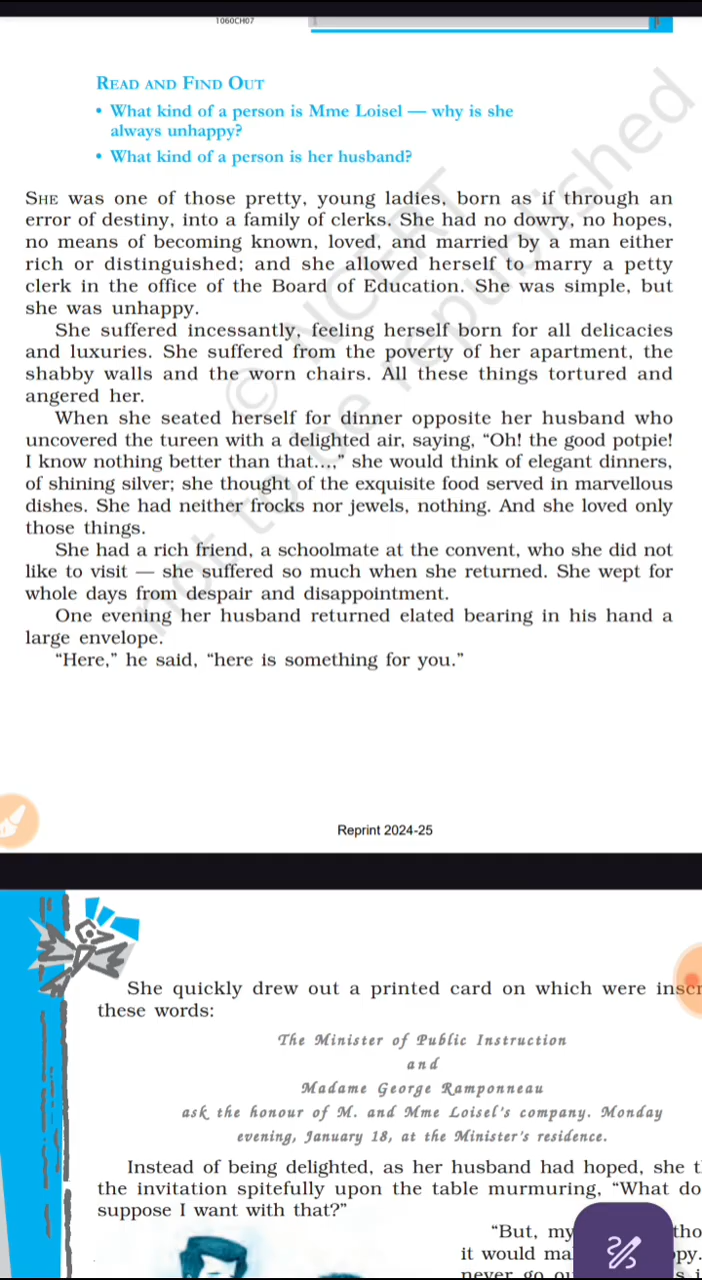 1060CH07
READ AND FIND OUT
• What kind of a person is Mme Loisel — why is she
always unhappy?
• What kind of a person is her husband?
SHE was one of those pretty, young ladies, born as if through an
error of destiny, into a family of clerks. She had no dowry, no hopes,
no means of becoming known, loved, and married by a man either
rich or distinguished; and she allowed herself to marry a petty
clerk in the office of the Board of Education. She was simple, but
she was unhappy.
She suffered incessantly, feeling herself born for all delicacies
and luxuries. She suffered from the poverty of her apartment, the
shabby walls and the worn chairs. All these things tortured and
angered her.
When she seated herself for dinner opposite her husband who
uncovered the tureen with a delighted air, saying, “Oh! the good potpie!
I know nothing better than that...,” she would think of elegant dinners,
of shining silver; she thought of the exquisite food served in marvellous
dishes. She had neither frocks nor jewels, nothing. And she loved only
those things.
She had a rich friend, a schoolmate at the convent, who she did not
like to visit — she suffered so much when she returned. She wept for
whole days from despair and disappointment.
One evening her husband returned elated bearing in his hand a
large envelope.
“Here,” he said, “here is something for you.”
© NCERT
not to be republished
Reprint 2024-25
She quickly drew out a printed card on which were inscr
these words:
The Minister of Public Instruction
and
Madame George Ramponneau
ask the honour of M. and Mme Loisel's company. Monday
evening, January 18, at the Minister's residence.
Instead of being delighted, as her husband had hoped, she t
the invitation spitefully upon the table murmuring, “What do
suppose I want with that?”
“But, my tho
it would ma ppy.
never go ou s i